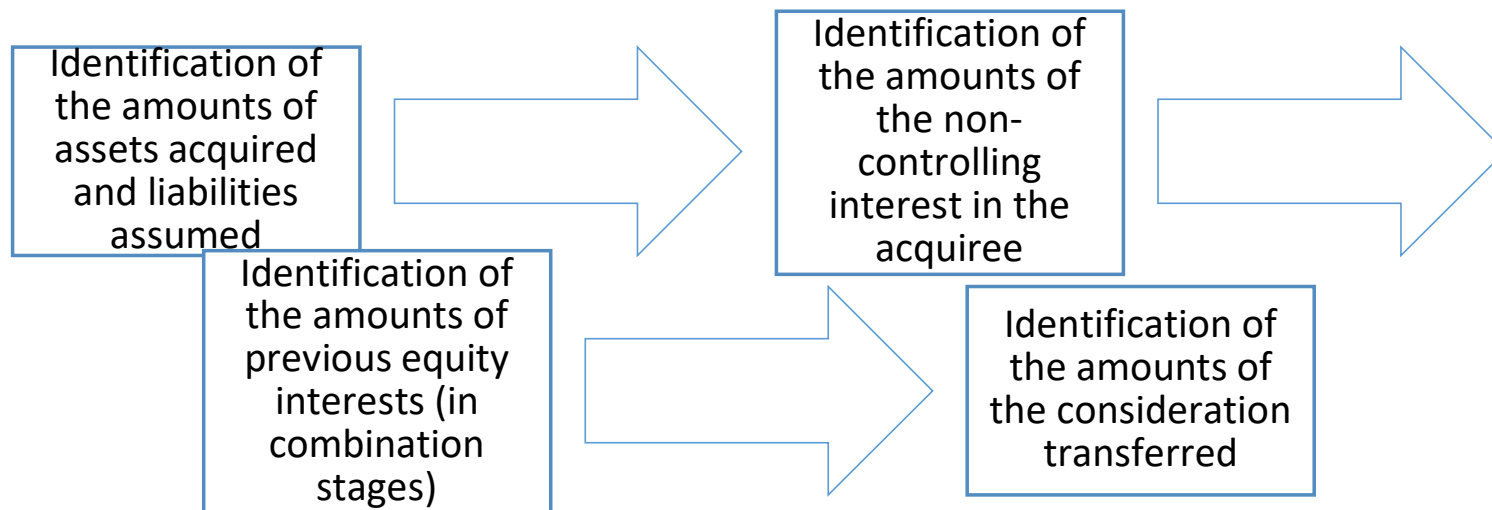 Identification of
the amounts of
assets acquired
and liabilities
assumed
Identification of
the amounts of
the non-
controlling
interest in the
acquiree
Identification of
the amounts of
previous equity
interests (in
combination
stages)
Identification of
the amounts of
the consideration
transferred